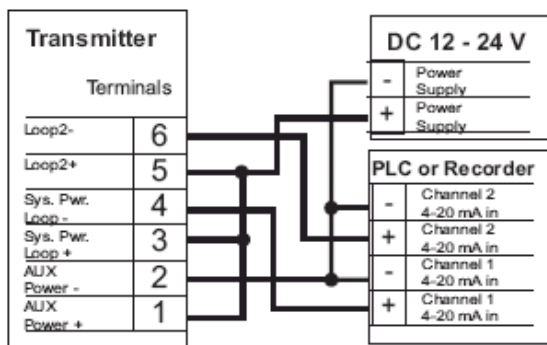 Transmitter
Terminals
Loop2-
6
Loop2+
5
Sys. Pwr.
Loop -
4
Sys. Pwr.
Loop +
3
AUX
Power -
2
AUX
Power +
1
DC 12 - 24 V
-
Power
Supply
+
Power
Supply
PLC or Recorder
-
Channel 2
4-20 mA in
+
Channel 2
4-20 mA in
-
Channel 1
4-20 mA in
+
Channel 1
4-20 mA in